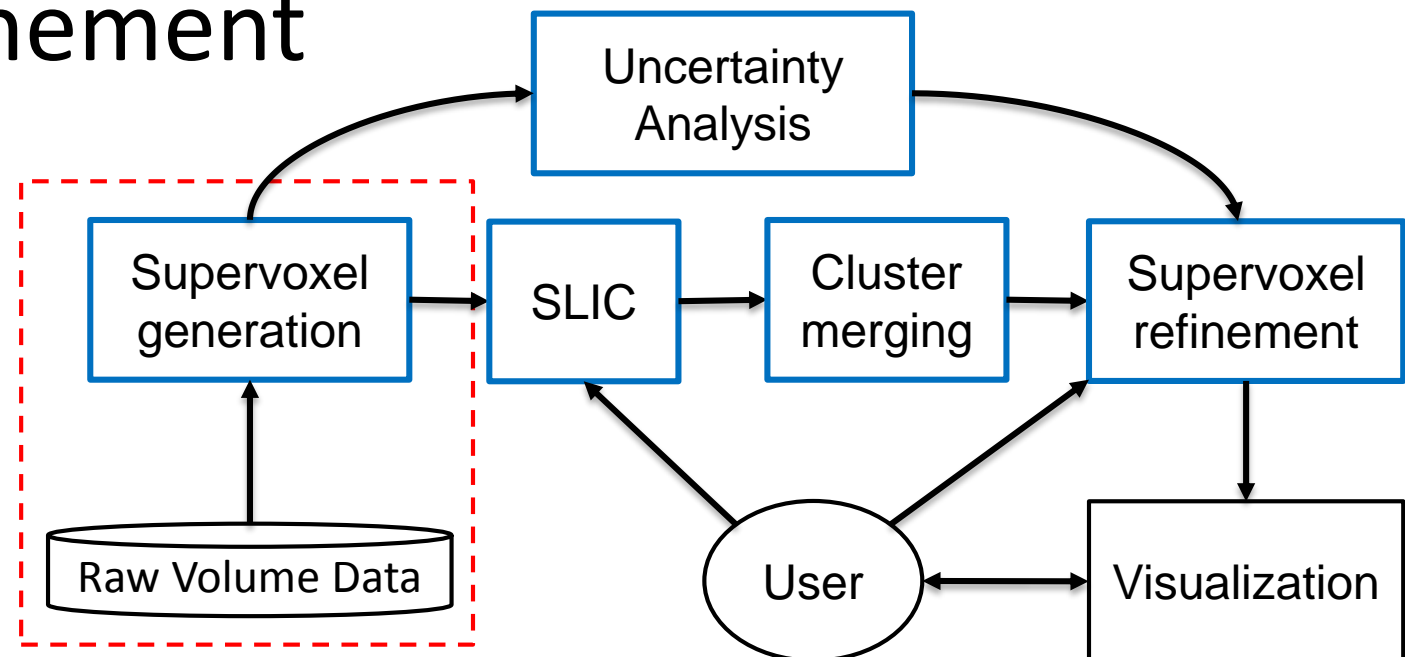 nement
Uncertainty
Analysis
Supervoxel
generation
SLIC
Cluster
merging
Supervoxel
refinement
Raw Volume Data
User
Visualization